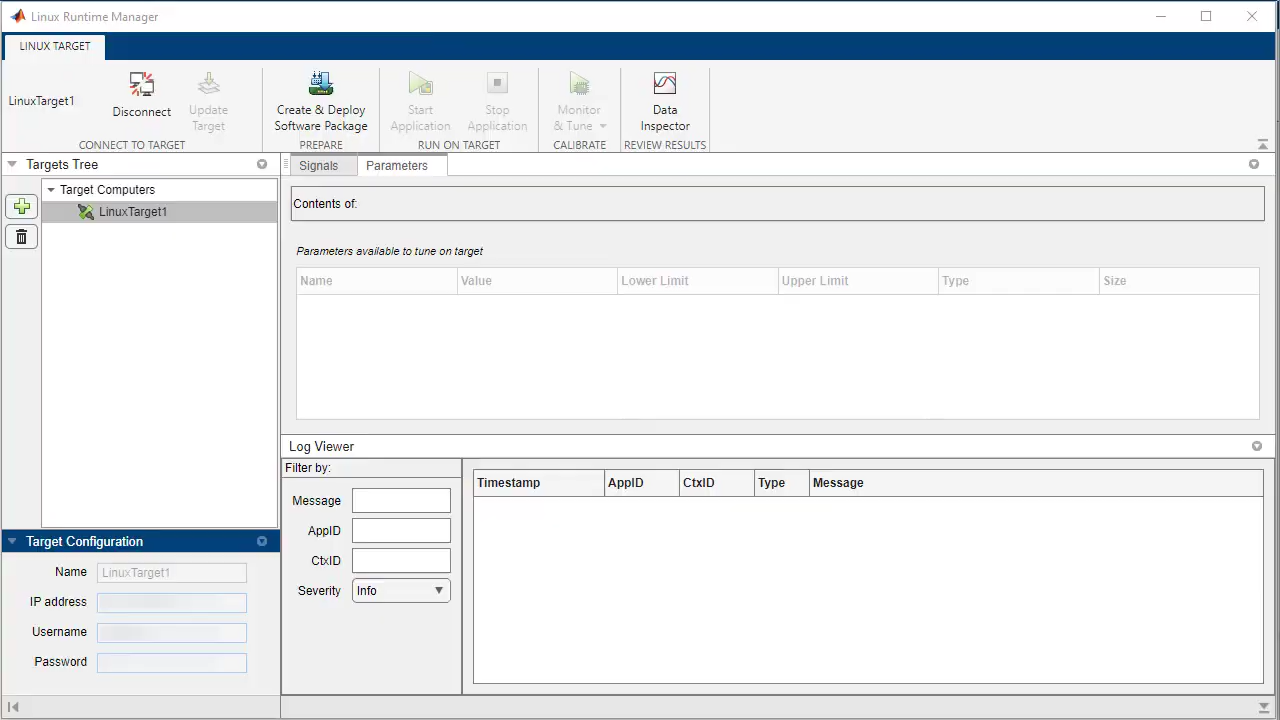 Linux Runtime Manager
LINUX TARGET
LinuxTarget1
Disconnect
Update
Target
CONNECT TO TARGET
Create & Deploy
Software Package
PREPARE
Start
Application
Stop
Application
RUN ON TARGET
Monitor
& Tune
CALIBRATE
Data
Inspector
REVIEW RESULTS
Targets Tree
Target Computers
LinuxTarget1
Signals
Parameters
Contents of:
Parameters available to tune on target
Name Value Lower Limit Upper Limit Type Size
Log Viewer
Filter by:
Message
AppID
CtxID
Severity Info
Timestamp AppID CtxID Type Message
Target Configuration
Name LinuxTarget1
IP address
Username
Password